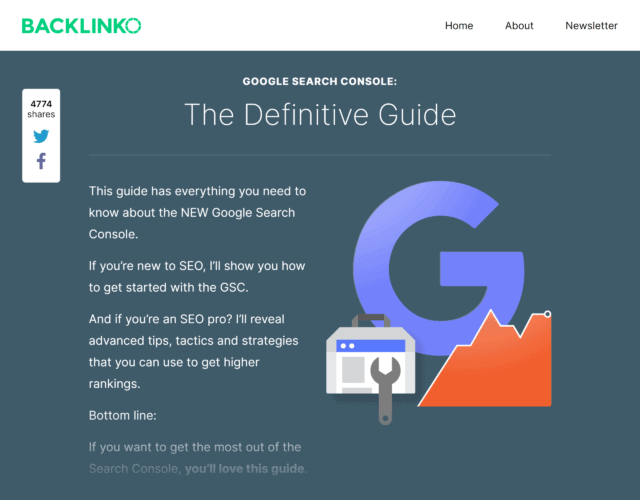 BACKLINKO
Home
About
Newsletter
4774
shares
GOOGLE SEARCH CONSOLE:
The Definitive Guide
This guide has everything you need to
know about the NEW Google Search
Console.
If you’re new to SEO, I’ll show you how
to get started with the GSC.
And if you’re an SEO pro? I’ll reveal
advanced tips, tactics and strategies
that you can use to get higher
rankings.
Bottom line:
If you want to get the most out of the
Search Console, you’ll love this guide.